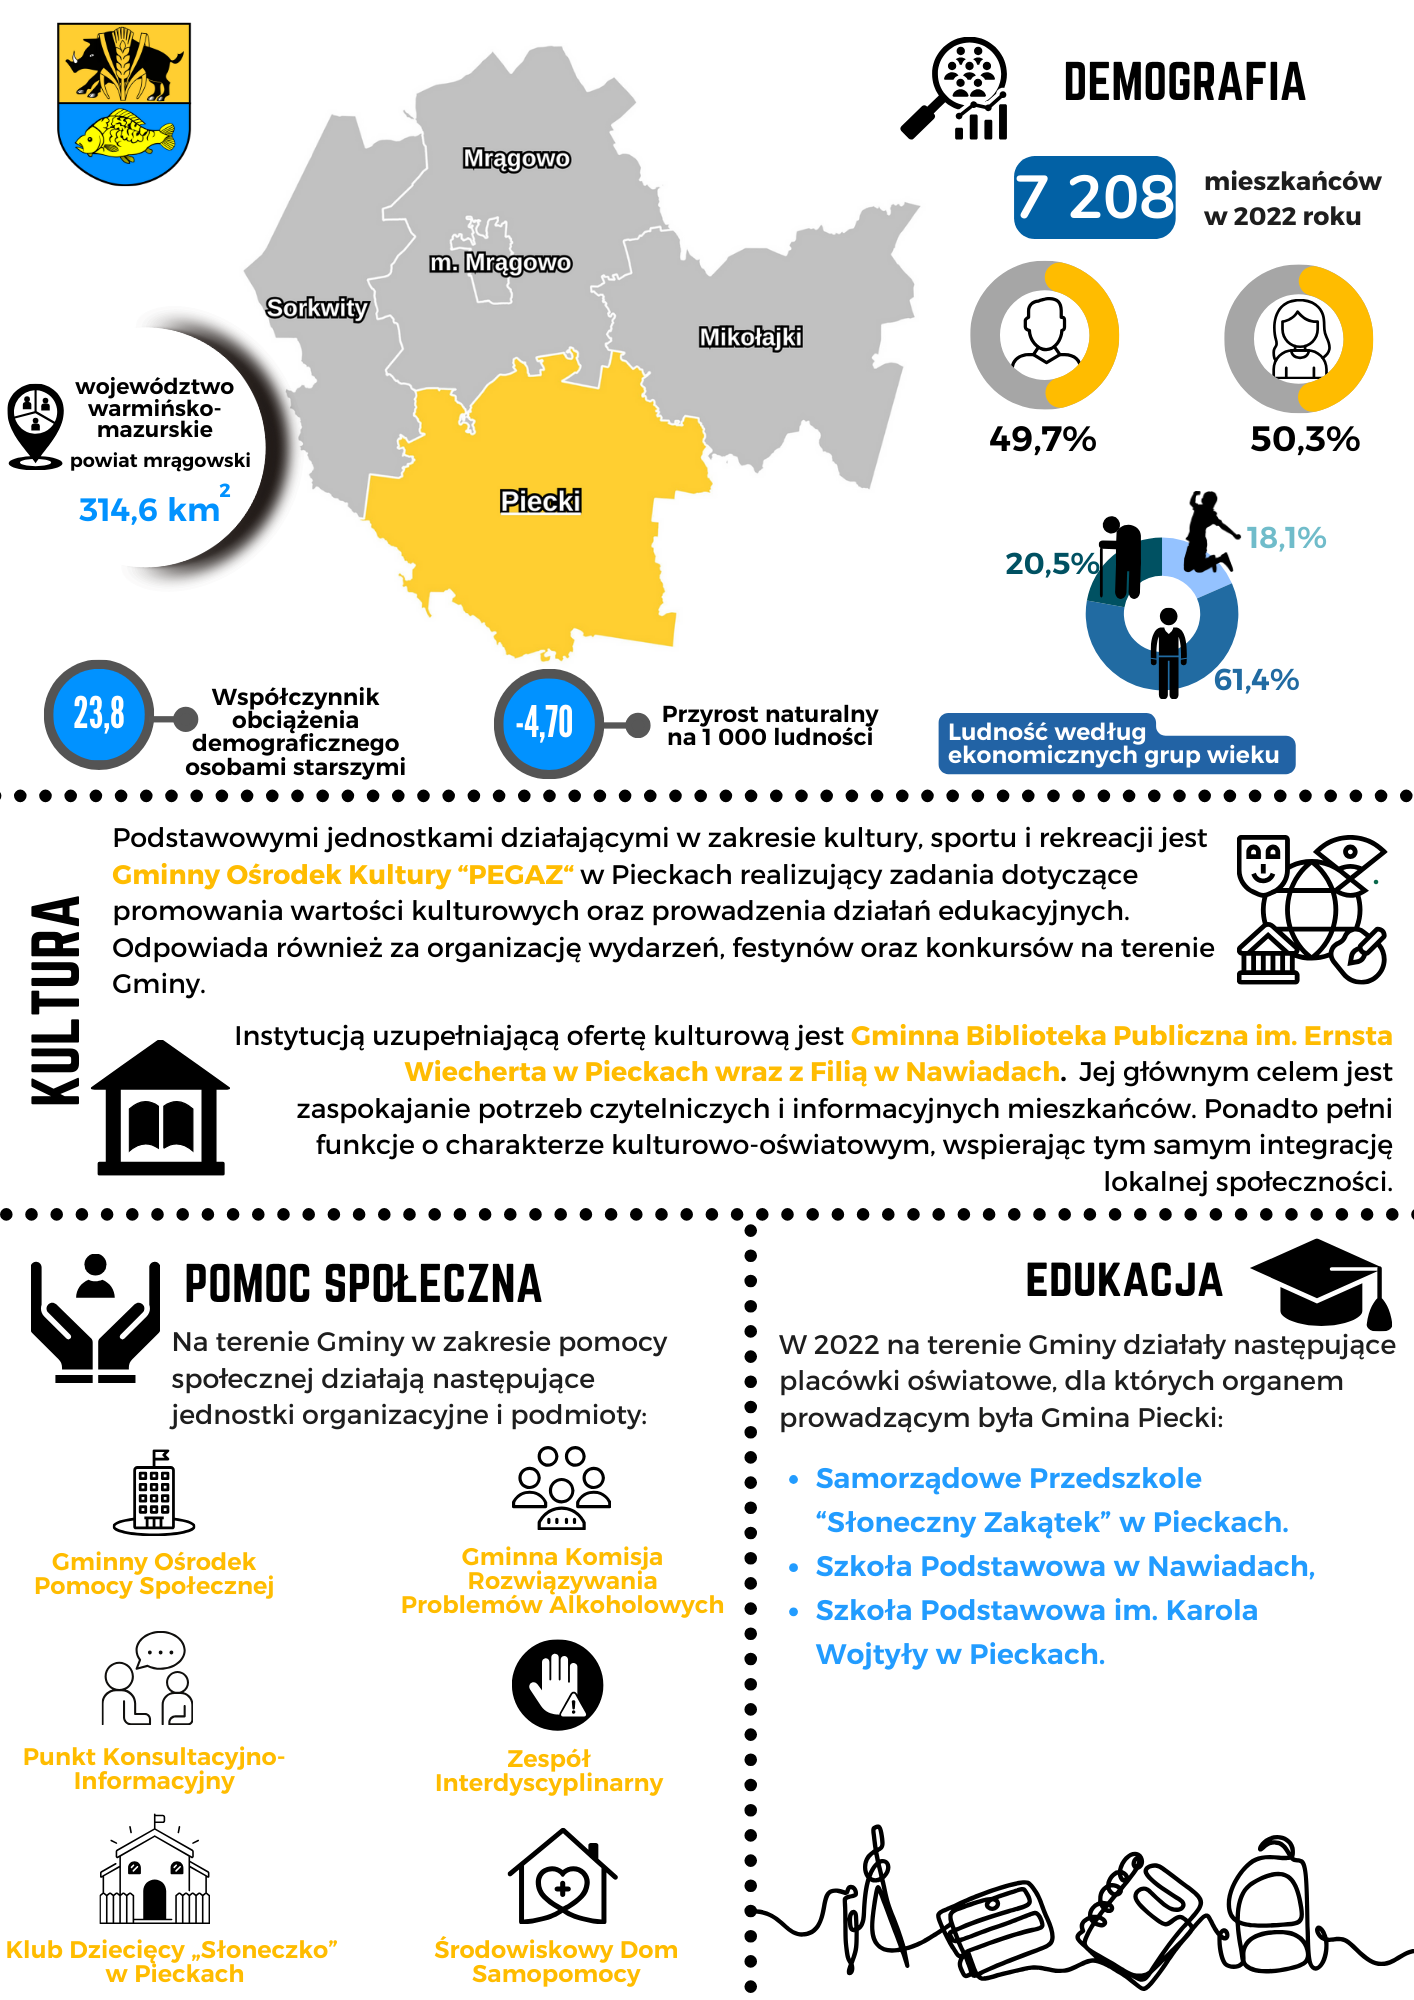 DEMOGRAFIA
7 208
mieszkańców
w 2022 roku
49,7%
50,3%
Mrągowo
m. Mrągowo
Sorkwity
Mikołajki
Piecki
województwo
warmińsko-
mazurskie
powiat mrągowski
314,6 km²
20,5%
18,1%
61,4%
Ludność według
ekonomicznych grup wieku
23,8
Współczynnik
obciążenia
demograficznego
osobami starszymi
-4,70
Przyrost naturalny
na 1 000 ludności
KULTURA
Podstawowymi jednostkami działającymi w zakresie kultury, sportu i rekreacji jest
Gminny Ośrodek Kultury “PEGAZ“ w Pieckach realizujący zadania dotyczące
promowania wartości kulturowych oraz prowadzenia działań edukacyjnych.
Odpowiada również za organizację wydarzeń, festynów oraz konkursów na terenie
Gminy.
Instytucją uzupełniającą ofertę kulturową jest Gminna Biblioteka Publiczna im. Ernsta
Wiecherta w Pieckach wraz z Filią w Nawiadach. Jej głównym celem jest
zaspokajanie potrzeb czytelniczych i informacyjnych mieszkańców. Ponadto pełni
funkcje o charakterze kulturowo-oświatowym, wspierając tym samym integrację
lokalnej społeczności.
POMOC SPOŁECZNA
Na terenie Gminy w zakresie pomocy
społecznej działają następujące
jednostki organizacyjne i podmioty:
Gminny Ośrodek
Pomocy Społecznej
Gminna Komisja
Rozwiązywania
Problemów Alkoholowych
Punkt Konsultacyjno-
Informacyjny
Zespół
Interdyscyplinarny
Klub Dziecięcy „Słoneczko”
w Pieckach
Środowiskowy Dom
Samopomocy
EDUKACJA
W 2022 na terenie Gminy działały następujące
placówki oświatowe, dla których organem
prowadzącym była Gmina Piecki:
• Samorządowe Przedszkole
“Słoneczny Zakątek” w Pieckach.
• Szkoła Podstawowa w Nawiadach,
• Szkoła Podstawowa im. Karola
Wojtyły w Pieckach.